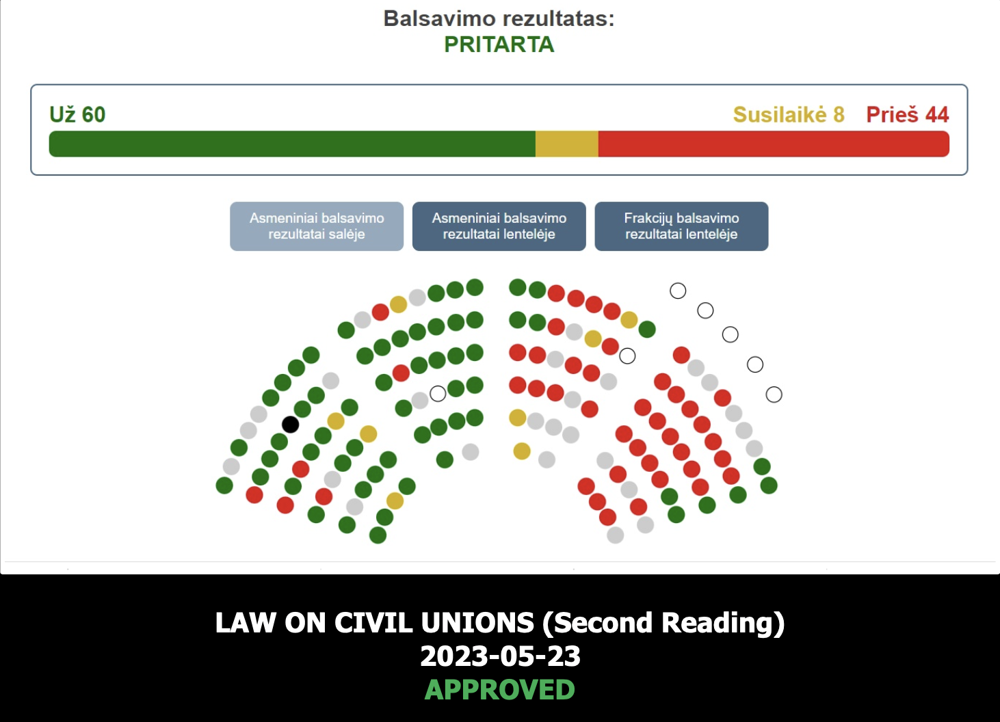 Balsavimo rezultatas:
PRITARTA
Už 60 Susilaikė 8 Prieš 44
Asmeniniai balsavimo
rezultatai salėje
Asmeniniai balsavimo
rezultatai lentelėje
Frakcijų balsavimo
rezultatai lentelėje
LAW ON CIVIL UNIONS (Second Reading)
2023-05-23
APPROVED